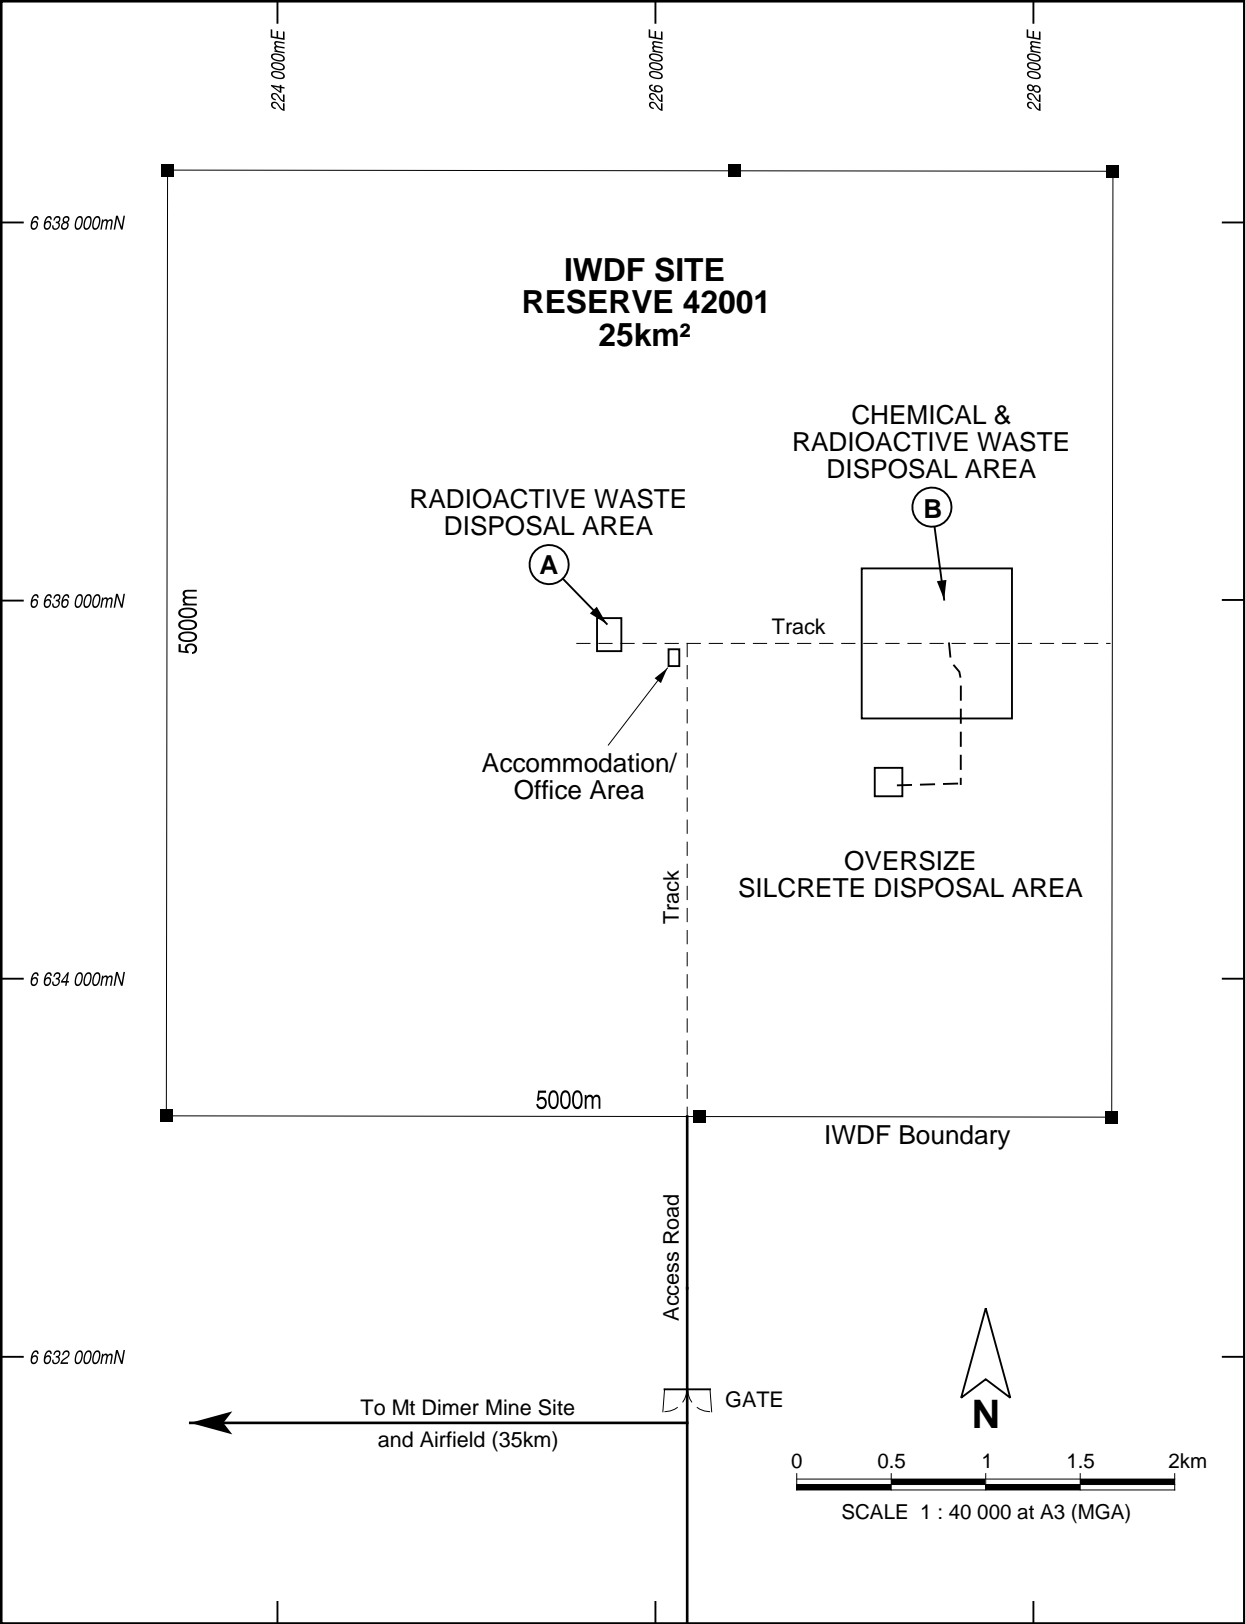 224 000mE
226 000mE
228 000mE
6 638 000mN
IWDF SITE
RESERVE 42001
25km²
CHEMICAL &
RADIOACTIVE WASTE
DISPOSAL AREA
B
RADIOACTIVE WASTE
DISPOSAL AREA
A
6 636 000mN
5000m
Track
Accommodation/
Office Area
OVERSIZE
SILCRETE DISPOSAL AREA
Track
6 634 000mN
5000m
IWDF Boundary
Access Road
6 632 000mN
GATE
To Mt Dimer Mine Site
and Airfield (35km)
N
0 0.5 1 1.5 2km
SCALE 1 : 40 000 at A3 (MGA)